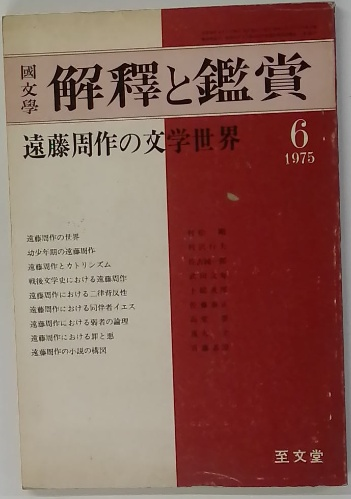 國文學
解釋と鑑賞
遠藤周作の文学世界
6
1975
遠藤周作の世界
幼少年期の遠藤周作
遠藤周作とカトリシズム
戦後文学史における遠藤周作
遠藤周作における二律背反性
遠藤周作における同伴者イエス
遠藤周作における弱者の論理
遠藤周作における罪と悪
遠藤周作の小説の構図
至文堂